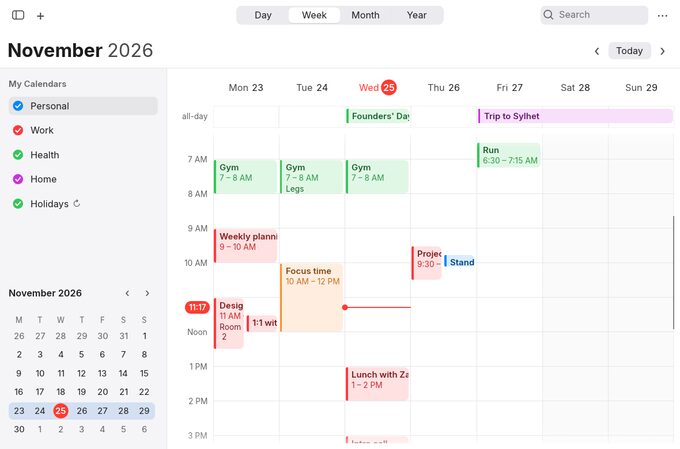 Day Week Month Year
Search
November 2026
Today
My Calendars
Personal
Work
Health
Home
Holidays
November 2026
M T W T F S S
26 27 28 29 30 31 1
2 3 4 5 6 7 8
9 10 11 12 13 14 15
16 17 18 19 20 21 22
23 24 25 26 27 28 29
30 1 2 3 4 5 6
Mon 23 Tue 24 Wed 25 Thu 26 Fri 27 Sat 28 Sun 29
all-day
Founders' Day
Trip to Sylhet
7 AM
8 AM
9 AM
10 AM
11:17
Noon
1 PM
2 PM
3 PM
Gym
7 – 8 AM
Weekly planni
9 – 10 AM
Desig
11 AM
Room
2
1:1 wit
Gym
7 – 8 AM
Legs
Focus time
10 AM – 12 PM
Gym
7 – 8 AM
Lunch with Za
1 – 2 PM
Projec
9:30 –
Stand
Run
6:30 – 7:15 AM